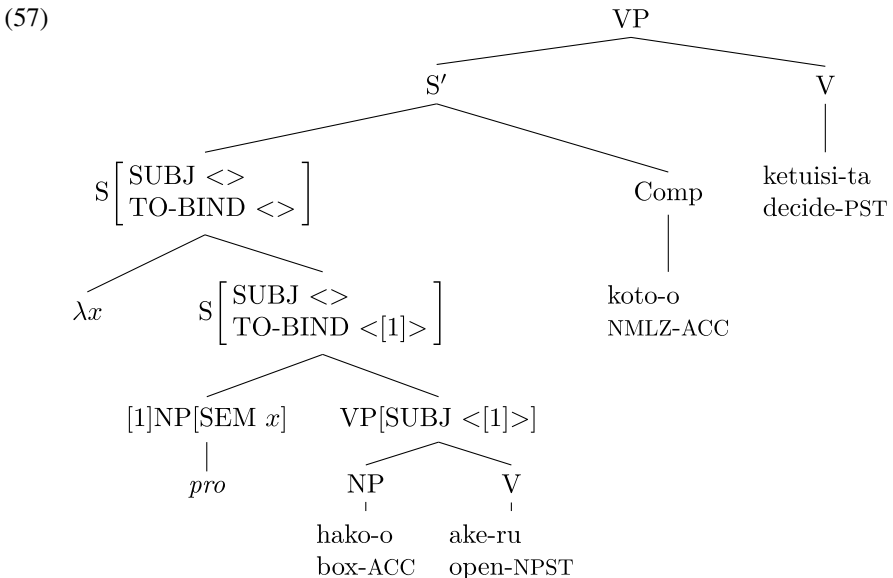 (57) VP
S′ V
S[SUBJ <> TO-BIND <>] Comp ketuisi-ta
decide-PST
λx S[SUBJ <> TO-BIND <[1]>] koto-o
NMLZ-ACC
[1]NP[SEM x] VP[SUBJ <[1]>]
pro NP V
hako-o ake-ru
box-ACC open-NPST